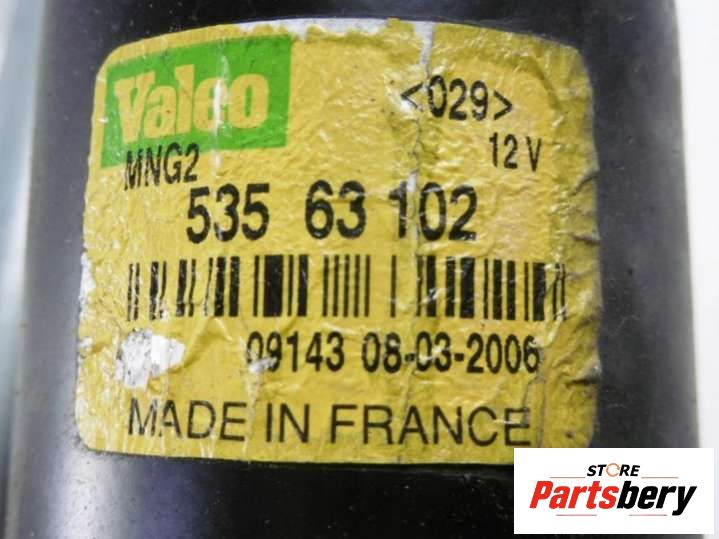 Valeo
<029>
MNG2
12 V
535 63 102
09143 08-03-2006
MADE IN FRANCE
STORE
Partsbery